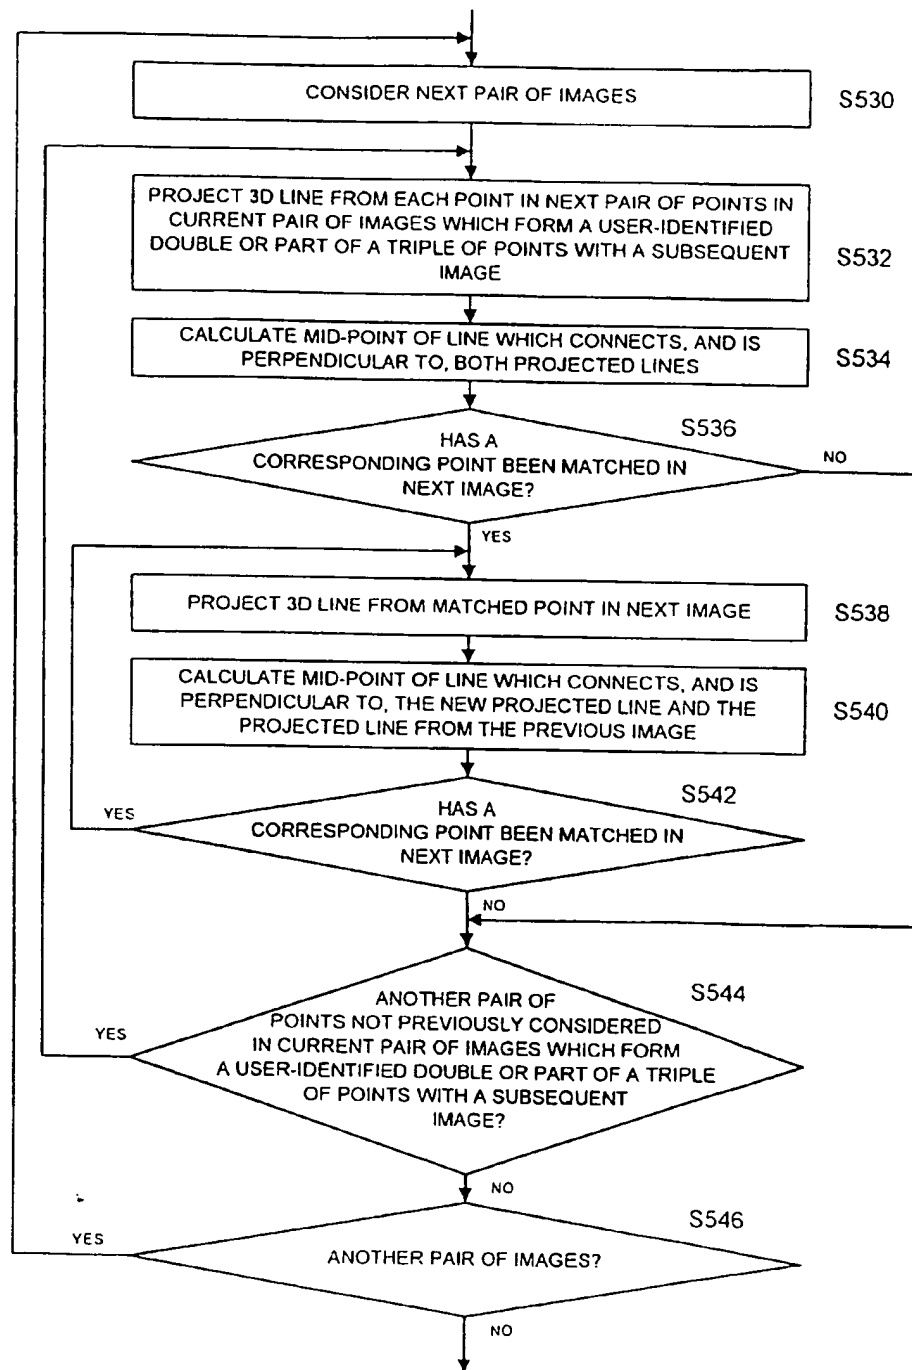 CONSIDER NEXT PAIR OF IMAGES
S530
PROJECT 3D LINE FROM EACH POINT IN NEXT PAIR OF POINTS IN
CURRENT PAIR OF IMAGES WHICH FORM A USER-IDENTIFIED
DOUBLE OR PART OF A TRIPLE OF POINTS WITH A SUBSEQUENT
IMAGE
S532
CALCULATE MID-POINT OF LINE WHICH CONNECTS, AND IS
PERPENDICULAR TO, BOTH PROJECTED LINES
S534
S536
HAS A
CORRESPONDING POINT BEEN MATCHED IN
NEXT IMAGE?
NO
YES
PROJECT 3D LINE FROM MATCHED POINT IN NEXT IMAGE
S538
CALCULATE MID-POINT OF LINE WHICH CONNECTS, AND IS
PERPENDICULAR TO, THE NEW PROJECTED LINE AND THE
PROJECTED LINE FROM THE PREVIOUS IMAGE
S540
S542
YES
HAS A
CORRESPONDING POINT BEEN MATCHED IN
NEXT IMAGE?
NO
S544
YES
ANOTHER PAIR OF
POINTS NOT PREVIOUSLY CONSIDERED
IN CURRENT PAIR OF IMAGES WHICH FORM
A USER-IDENTIFIED DOUBLE OR PART OF A TRIPLE
OF POINTS WITH A SUBSEQUENT
IMAGE?
NO
S546
YES
ANOTHER PAIR OF IMAGES?
NO